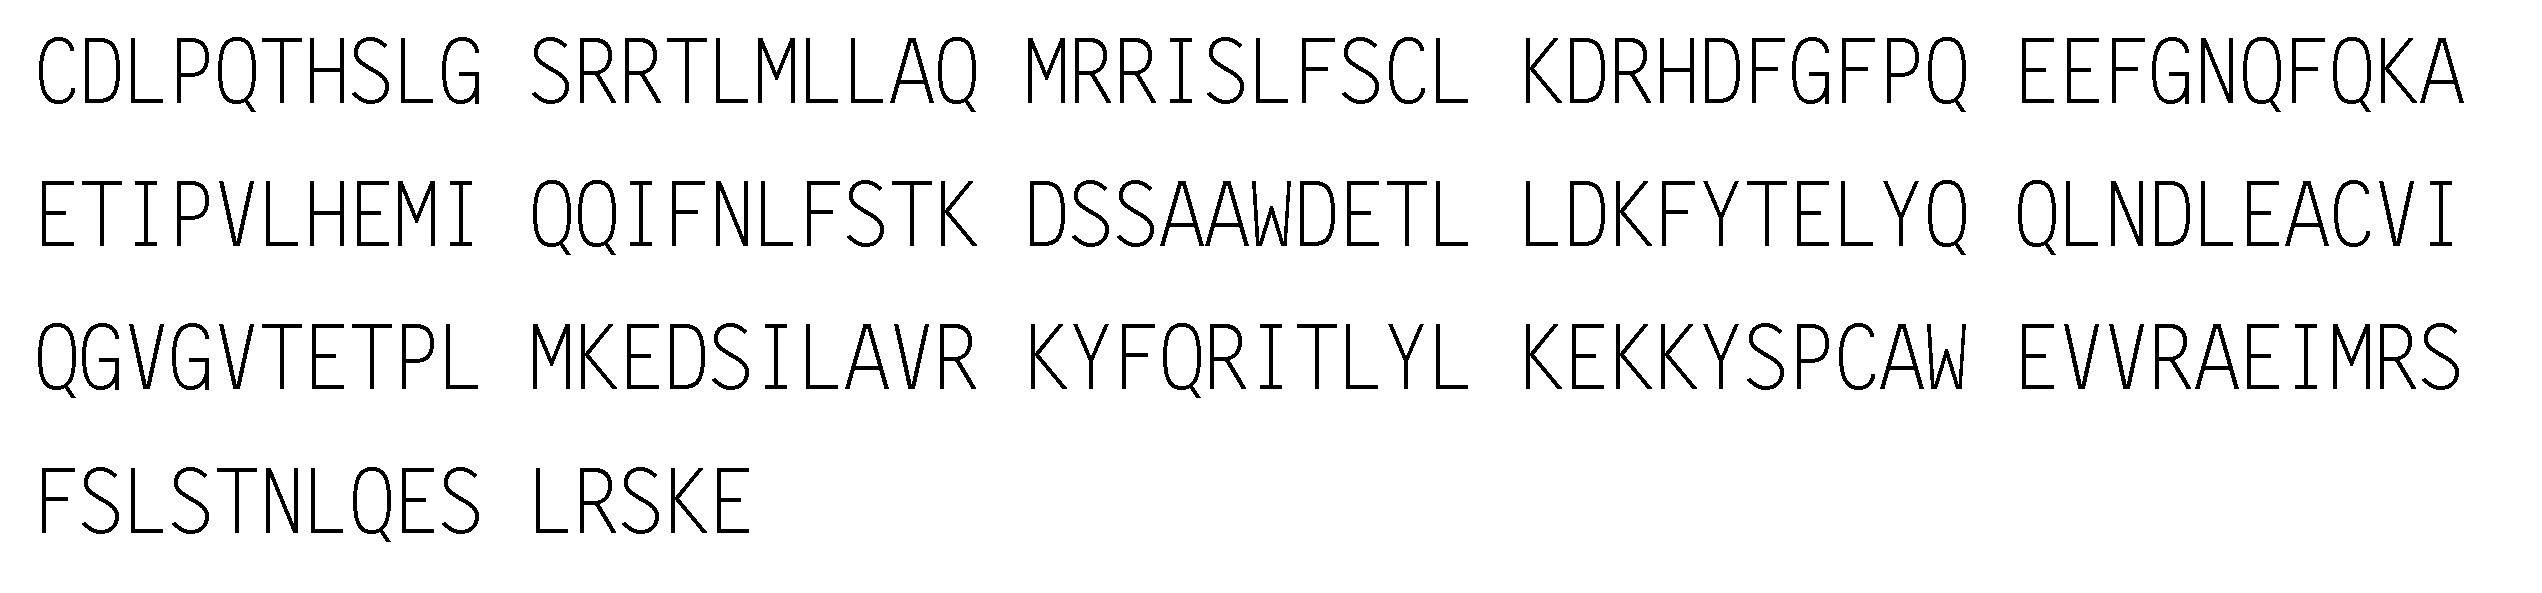 CDLPQTHSLG SRRTLMLLAQ MRRISLFSCL KDRHDFGFPQ EEFGNQFQKA
ETIPVLHEMI QQIFNLFSTK DSSAAWDETL LDKFYTELYQ QLNDLEACVI
QGVGVTETPL MKEDSILAVR KYFQRITLYL KEKKYSPCAW EVVRAEIMRS
FSLSTNLQES LRSKE